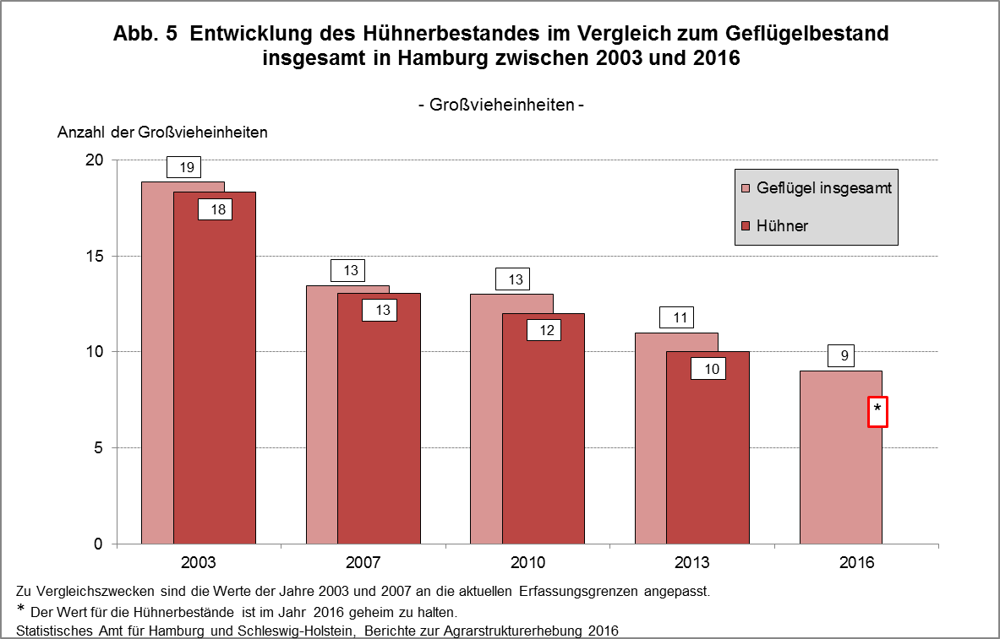 Abb. 5  Entwicklung des Hühnerbestandes im Vergleich zum Geflügelbestand
insgesamt in Hamburg zwischen 2003 und 2016
- Großvieheinheiten -
Anzahl der Großvieheinheiten
20
15
10
5
0
19
18
13
13
13
12
11
10
9
*
Geflügel insgesamt
Hühner
2003
2007
2010
2013
2016
Zu Vergleichszwecken sind die Werte der Jahre 2003 und 2007 an die aktuellen Erfassungsgrenzen angepasst.
* Der Wert für die Hühnerbestände ist im Jahr 2016 geheim zu halten.
Statistisches Amt für Hamburg und Schleswig-Holstein, Berichte zur Agrarstrukturerhebung 2016